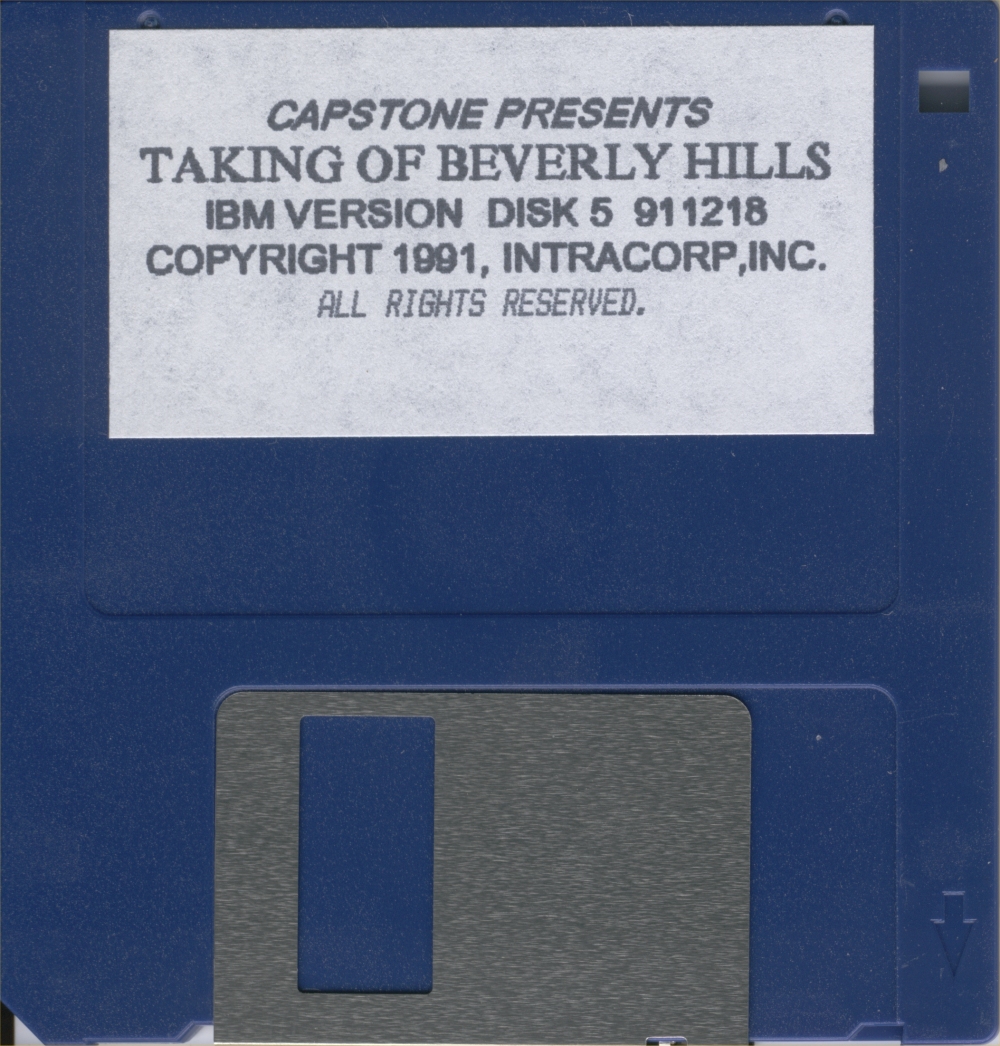 CAPSTONE PRESENTS
TAKING OF BEVERLY HILLS
IBM VERSION DISK 5 911218
COPYRIGHT 1991, INTRACORP,INC.
ALL RIGHTS RESERVED.